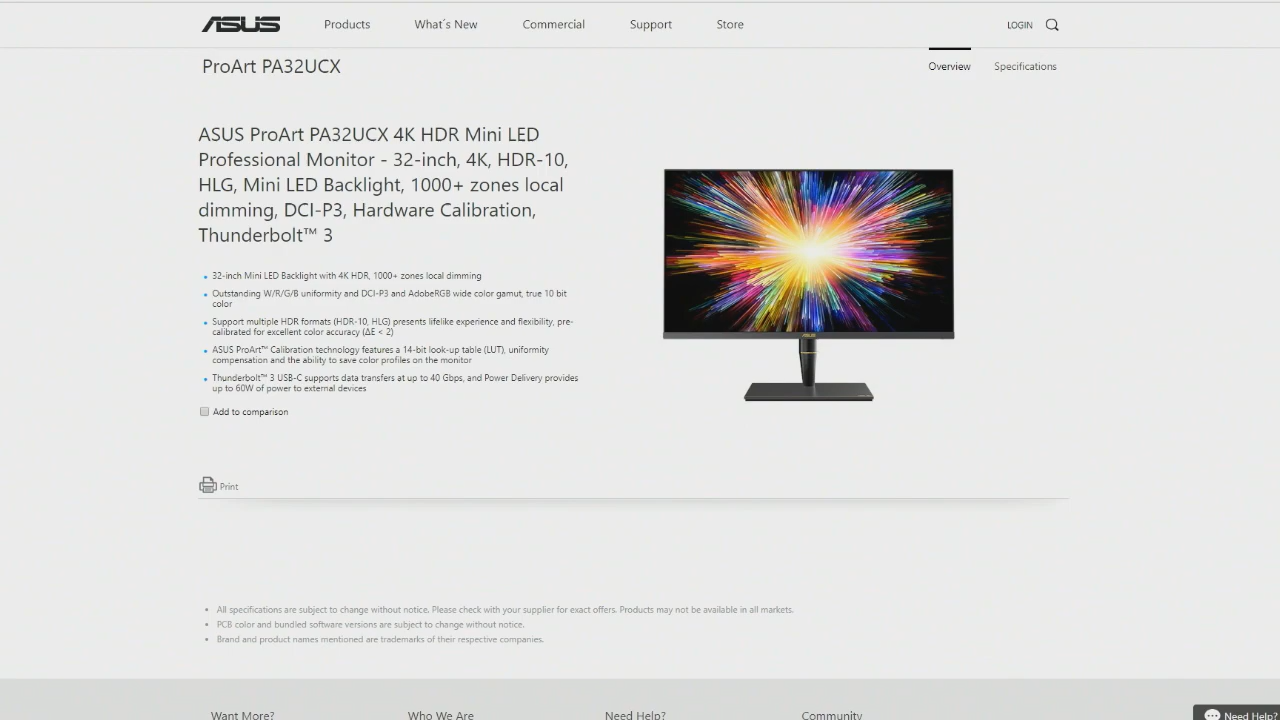 ASUS
Products
What's New
Commercial
Support
Store
LOGIN
ProArt PA32UCX
Overview
Specifications
ASUS ProArt PA32UCX 4K HDR Mini LED
Professional Monitor - 32-inch, 4K, HDR-10,
HLG, Mini LED Backlight, 1000+ zones local
dimming, DCI-P3, Hardware Calibration,
Thunderbolt™ 3
32-inch Mini LED Backlight with 4K HDR, 1000+ zones local dimming
Outstanding W/R/G/B uniformity and DCI-P3 and AdobeRGB wide color gamut, true 10 bit
color
Support multiple HDR formats (HDR-10, HLG) presents lifelike experience and flexibility, pre-
calibrated for excellent color accuracy (ΔE < 2)
ASUS ProArt™ Calibration technology features a 14-bit look-up table (LUT), uniformity
compensation and the ability to save color profiles on the monitor
Thunderbolt™ 3 USB-C supports data transfers at up to 40 Gbps, and Power Delivery provides
up to 60W of power to external devices
Add to comparison
ASUS
Print
All specifications are subject to change without notice. Please check with your supplier for exact offers. Products may not be available in all markets.
PCB color and bundled software versions are subject to change without notice.
Brand and product names mentioned are trademarks of their respective companies.
Want More?
Who We Are
Need Help?
Community
Need Help?